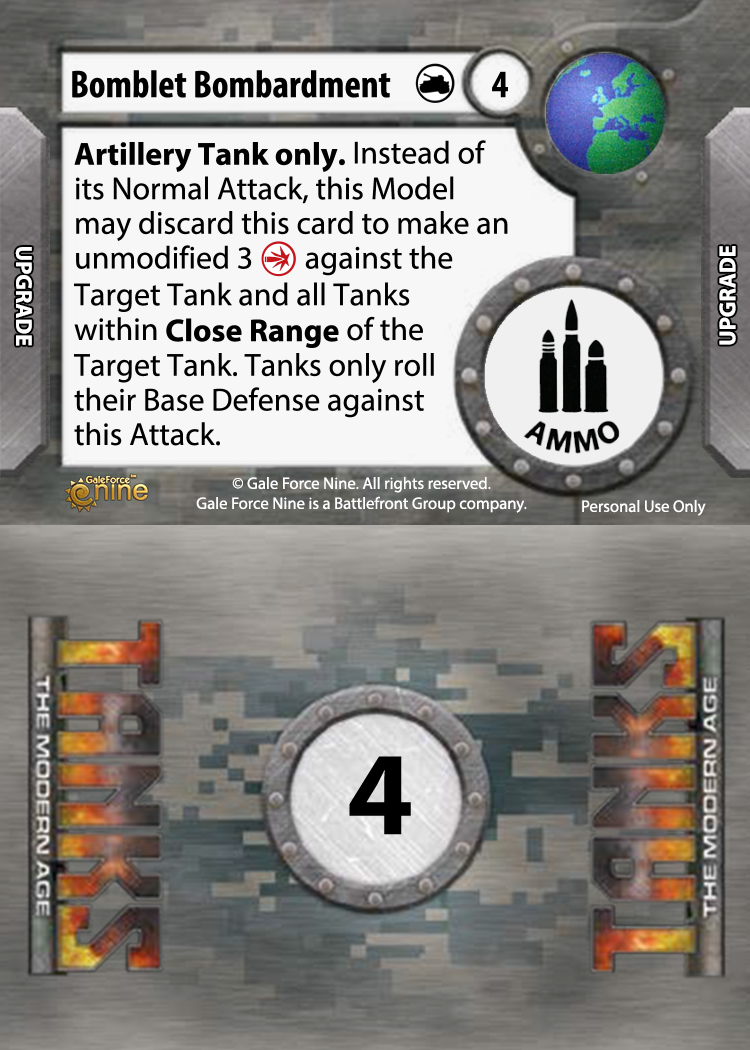 Bomblet Bombardment 4
Artillery Tank only. Instead of
its Normal Attack, this Model
may discard this card to make an
unmodified 3 against the
Target Tank and all Tanks
within Close Range of the
Target Tank. Tanks only roll
their Base Defense against
this Attack.
UPGRADE
UPGRADE
AMMO
GaleForce™
nine
© Gale Force Nine. All rights reserved.
Gale Force Nine is a Battlefront Group company.
Personal Use Only
TANKS
THE MODERN AGE
4
TANKS
THE MODERN AGE